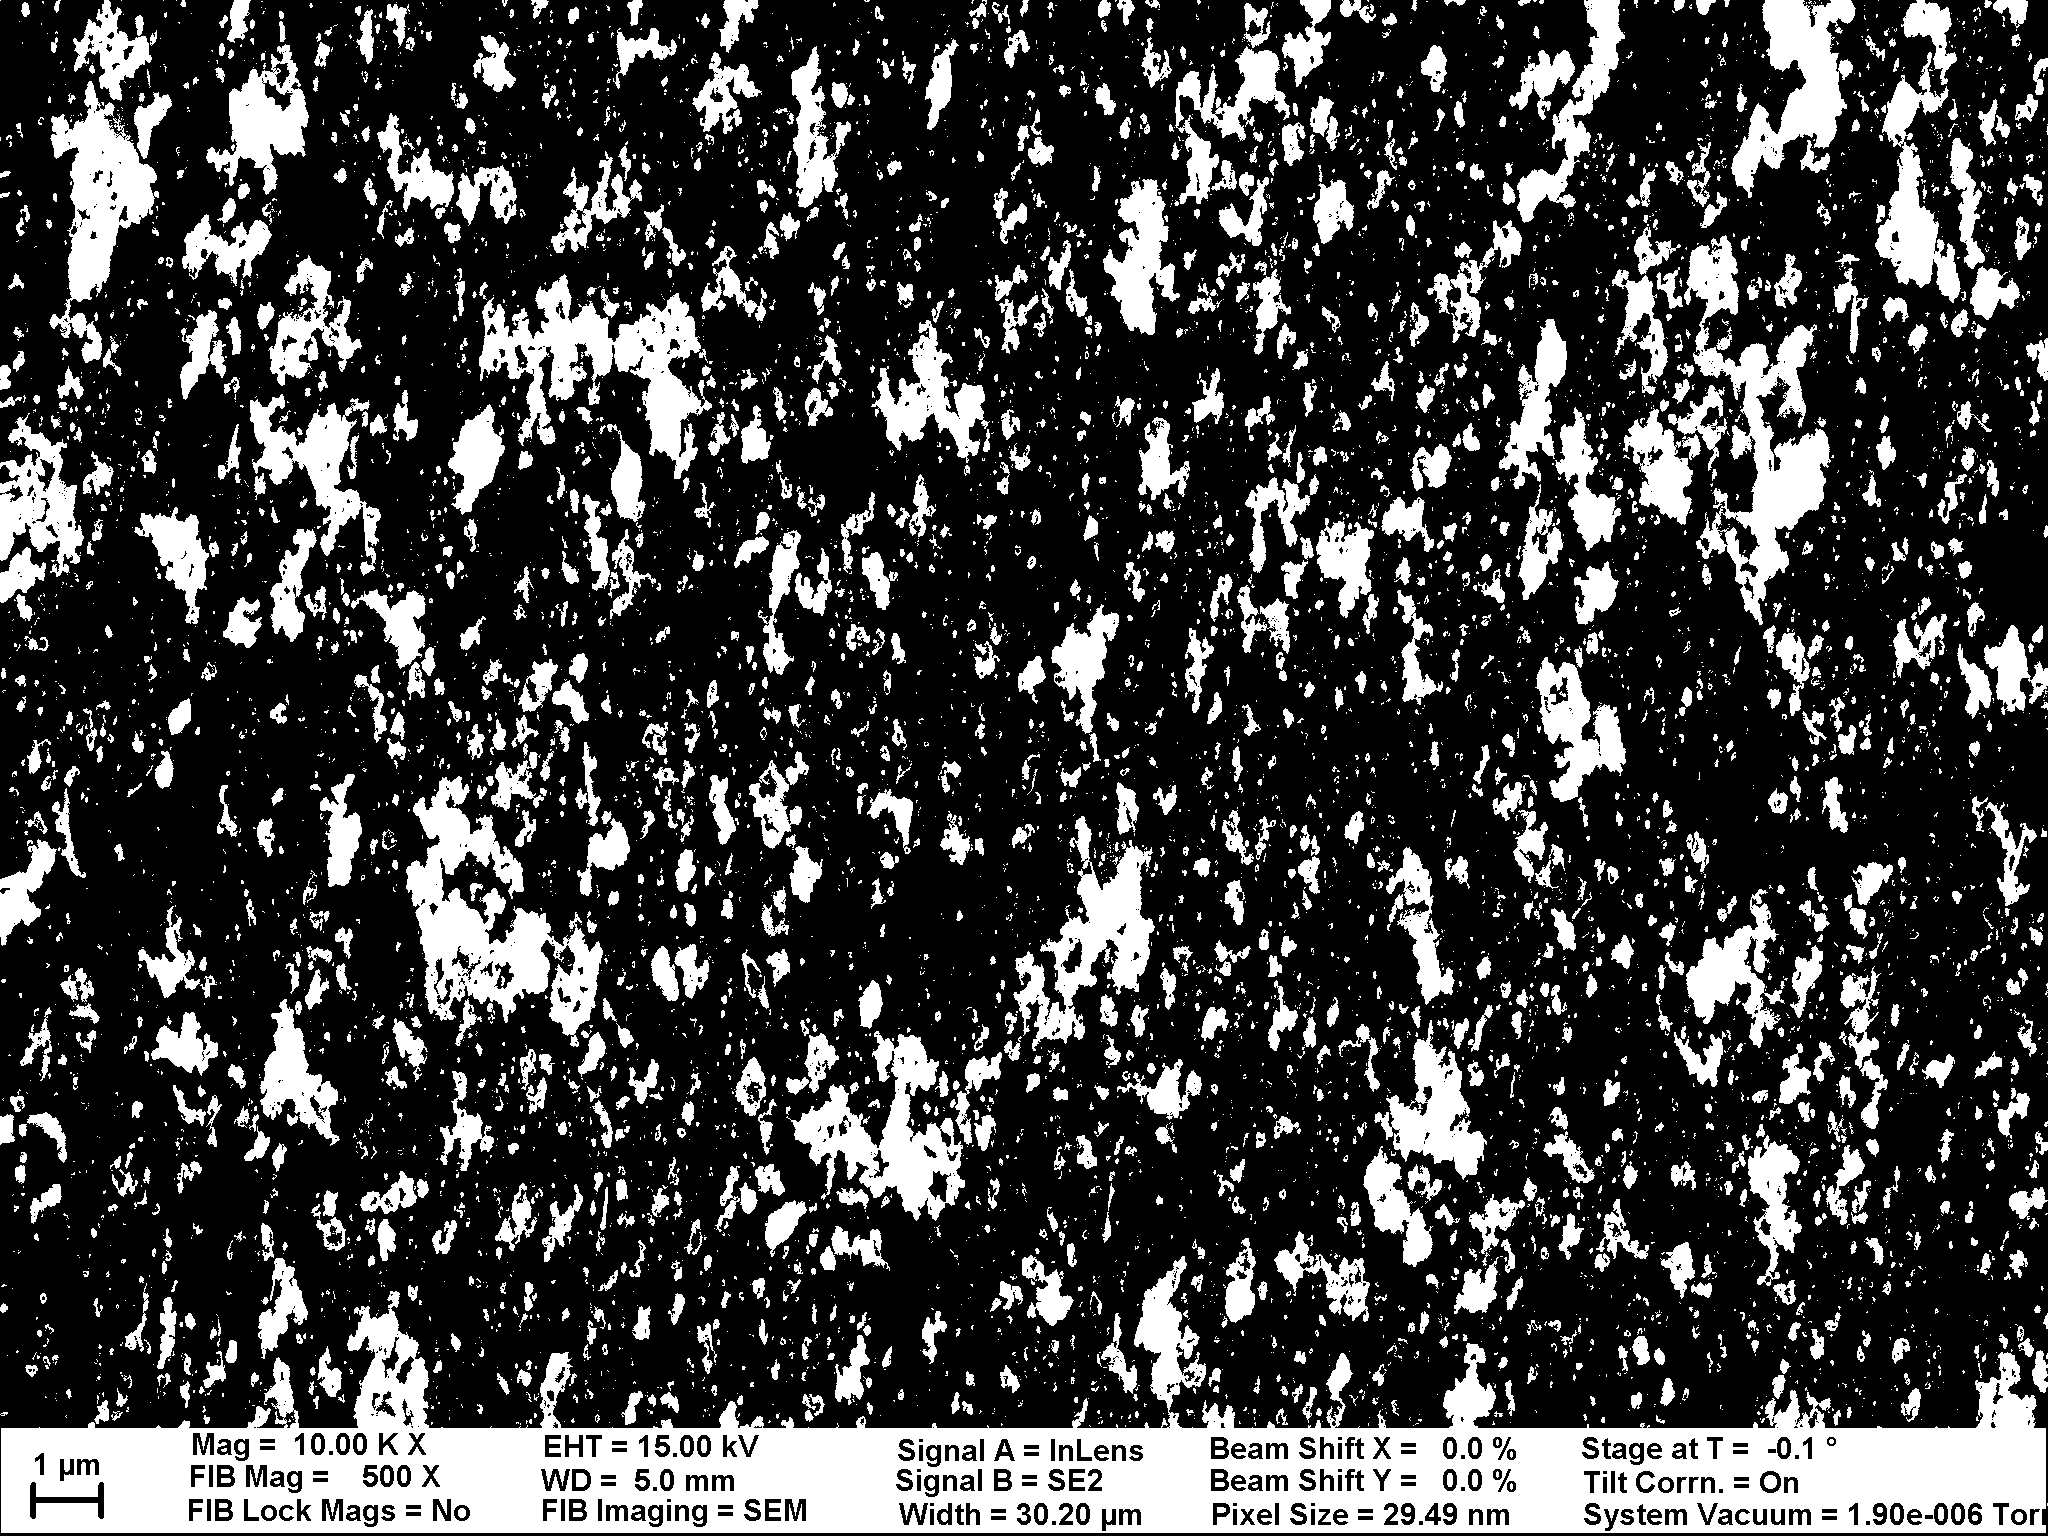 1 µm
Mag = 10.00 K X
FIB Mag = 500 X
FIB Lock Mags = No
EHT = 15.00 kV
WD = 5.0 mm
FIB Imaging = SEM
Signal A = InLens
Signal B = SE2
Width = 30.20 µm
Beam Shift X = 0.0 %
Beam Shift Y = 0.0 %
Pixel Size = 29.49 nm
Stage at T = -0.1 °
Tilt Corrn. = On
System Vacuum = 1.90e-006 Torr